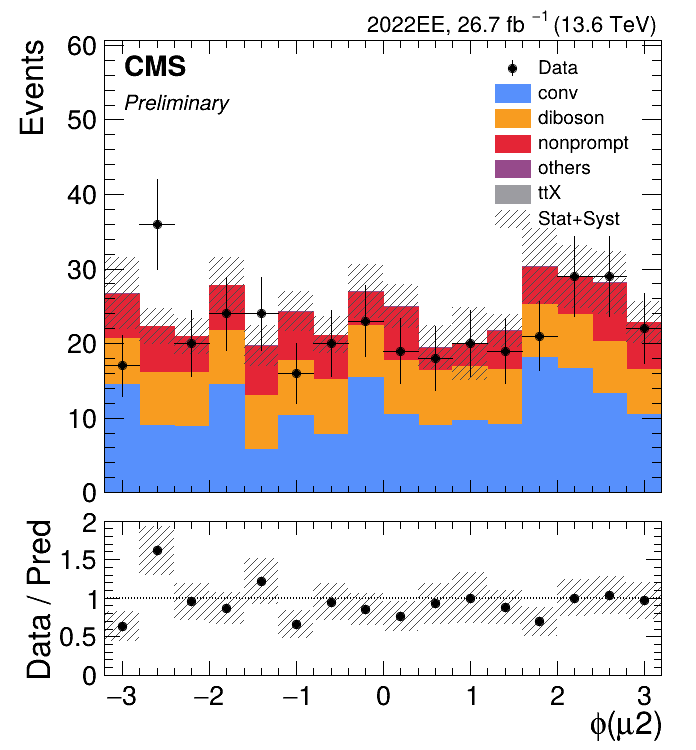 2022EE, 26.7 fb⁻¹ (13.6 TeV)
CMS
Preliminary
Events
60
50
40
30
20
10
0
Data
conv
diboson
nonprompt
others
ttX
Stat+Syst
Data / Pred
2
1.5
1
0.5
0
−3 −2 −1 0 1 2 3
ϕ(μ2)